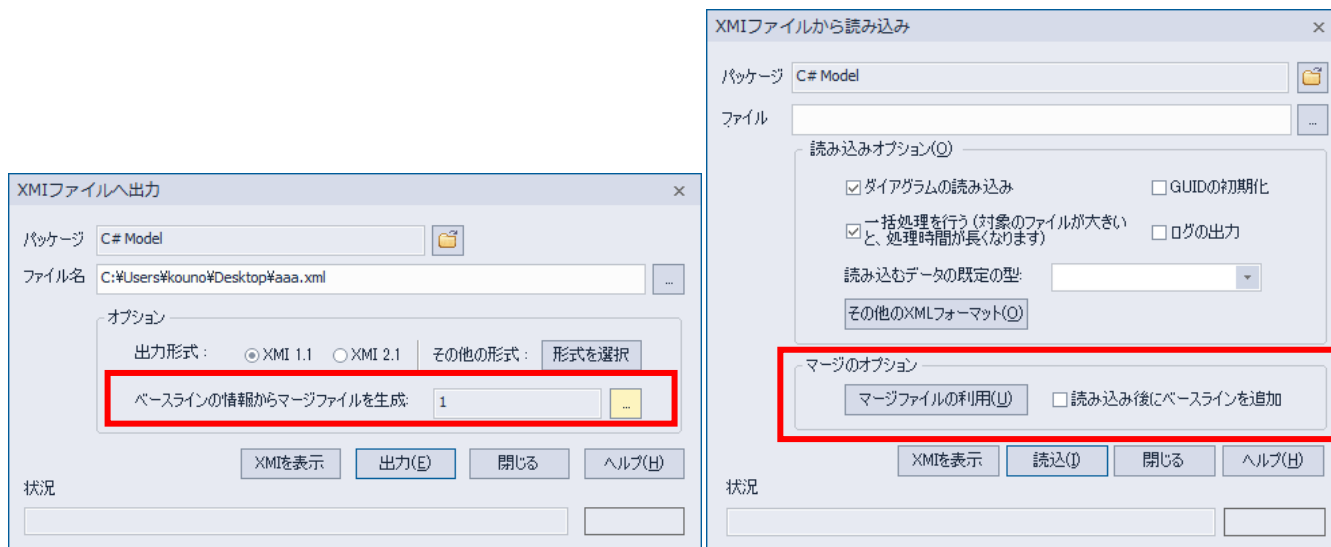 XMIファイルへ出力
パッケージ C# Model
ファイル名 C:¥Users¥kouno¥Desktop¥aaa.xml ...
オプション
出力形式： XMI 1.1 XMI 2.1 その他の形式： 形式を選択
ベースラインの情報からマージファイルを生成: 1 ...
XMIを表示 出力(E) 閉じる ヘルプ(H)
状況
XMIファイルから読み込み
パッケージ C# Model
ファイル ...
読み込みオプション(O)
ダイアグラムの読み込み GUIDの初期化
一括処理を行う（対象のファイルが大きい
と、処理時間が長くなります） ログの出力
読み込むデータの既定の型:
その他のXMLフォーマット(O)
マージのオプション
マージファイルの利用(U) 読み込み後にベースラインを追加
XMIを表示 読込(I) 閉じる ヘルプ(H)
状況